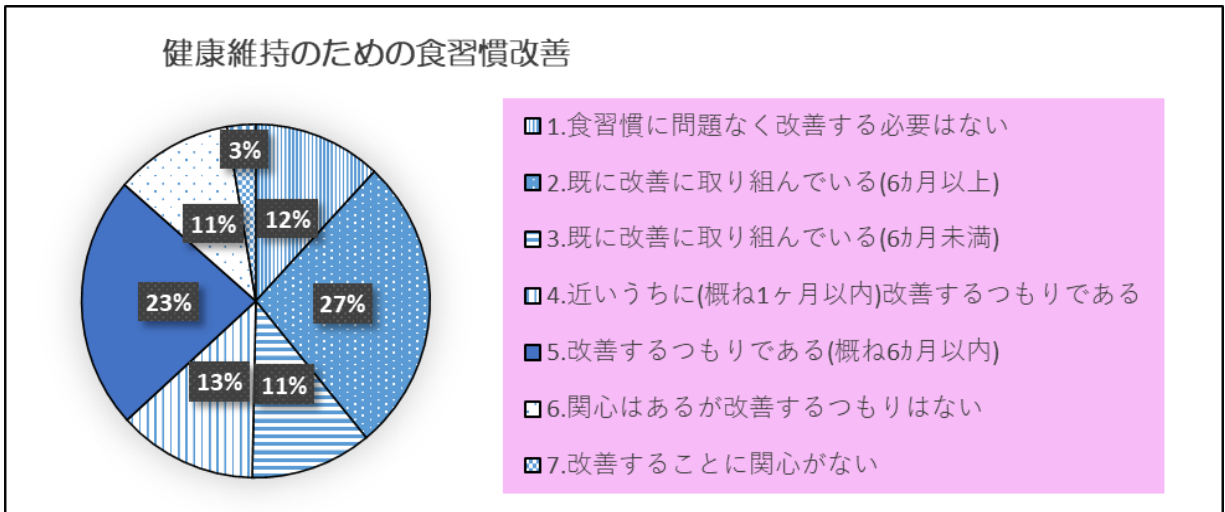 健康維持のための食習慣改善
3%
12%
11%
23%
27%
13%
11%
1.食習慣に問題なく改善する必要はない
2.既に改善に取り組んでいる(6ｶ月以上)
3.既に改善に取り組んでいる(6ｶ月未満)
4.近いうちに(概ね1ヶ月以内)改善するつもりである
5.改善するつもりである(概ね6ｶ月以内)
6.関心はあるが改善するつもりはない
7.改善することに関心がない